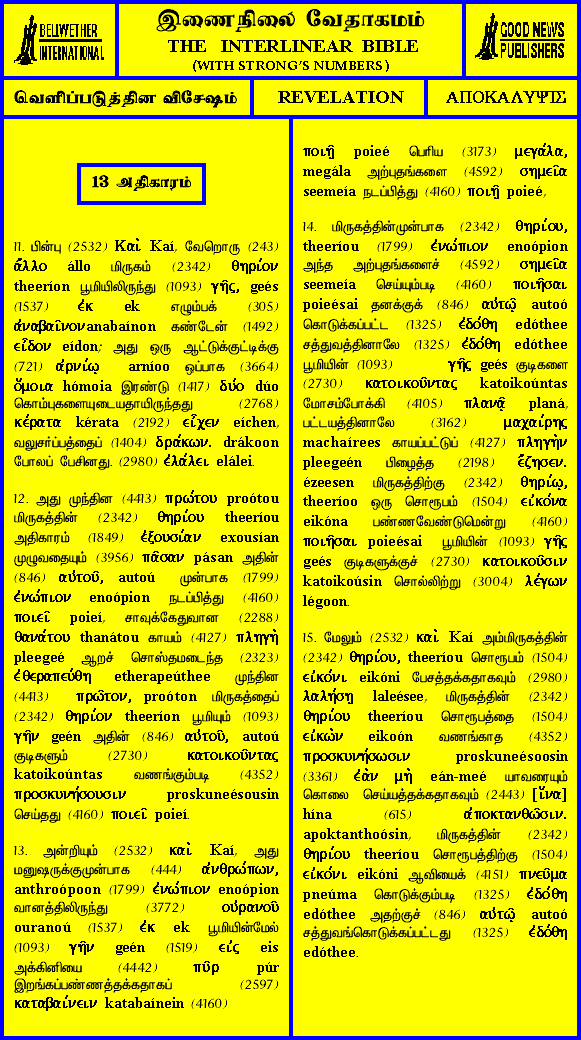 BELLWETHER
INTERNATIONAL
இணைநிலை வேதாகமம்
THE INTERLINEAR BIBLE
(WITH STRONG'S NUMBERS)
GOOD NEWS
PUBLISHERS
வெளிப்படுத்தின விசேஷம்
REVELATION
ΑΠΟΚΑΛΥΨΙΣ
13 அதிகாரம்
11. பின்பு (2532) Καὶ Kaí, வேறொரு (243)
ἄλλο állo மிருகம் (2342) θηρίον
theeríon பூமியிலிருந்து (1093) γῆς, geés
(1537) ἐκ ek எழும்பக் (305)
ἀναβαῖνονanabaínon கண்டேன் (1492)
εἶδον eídon; அது ஒரு ஆட்டுக்குட்டிக்கு
(721) ἀρνίῳ arníoo ஒப்பாக (3664)
ὅμοια hómoia இரண்டு (1417) δύο dúo
கொம்புகளையுடையதாயிருந்தது (2768)
κέρατα kérata (2192) εἶχεν eíchen,
வலுசர்ப்பத்தைப் (1404) δράκων. drákoon
போலப் பேசினது. (2980) ἐλάλει elálei.
12. அது முந்தின (4413) πρώτου proótou
மிருகத்தின் (2342) θηρίου theeríou
அதிகாரம் (1849) ἐξουσίαν exousían
முழுவதையும் (3956) πᾶσαν pásan அதின்
(846) αὐτοῦ, autoú முன்பாக (1799)
ἐνώπιον enoópion நடப்பித்து (4160)
ποιεῖ poieí, சாவுக்கேதுவான (2288)
θανάτου thanátou காயம் (4127) πληγὴ
pleegeé ஆறச் சொஸ்தமடைந்த (2323)
ἐθεραπεύθη etherapeúthee முந்தின
(4413) πρῶτον, proóton மிருகத்தைப்
(2342) θηρίον theeríon பூமியும் (1093)
γῆν geén அதின் (846) αὐτοῦ, autoú
குடிகளும் (2730) κατοικοῦντας
katoikoúntas வணங்கும்படி (4352)
προσκυνήσουσιν proskuneésousin
செய்தது (4160) ποιεῖ poieí.
13. அன்றியும் (2532) καὶ Kaí, அது
மனுஷருக்குமுன்பாக (444) ἀνθρώπων,
anthroópoon (1799) ἐνώπιον enoópion
வானத்திலிருந்து (3772) οὐρανοῦ
ouranoú (1537) ἐκ ek பூமியின்மேல்
(1093) γῆν geén (1519) εἰς eis
அக்கினியை (4442) πῦρ púr
இறங்கப்பண்ணத்தக்கதாகப் (2597)
καταβαίνειν katabaínein (4160)
ποιῇ poieé பெரிய (3173) μεγάλα,
megála அற்புதங்களை (4592) σημεῖα
seemeía நடப்பித்து (4160) ποιῇ poieé,
14. மிருகத்தின்முன்பாக (2342) θηρίου,
theeríou (1799) ἐνώπιον enoópion
அந்த அற்புதங்களைச் (4592) σημεῖα
seemeía செய்யும்படி (4160) ποιῆσαι
poieésai தனக்குக் (846) αὐτῷ autoó
கொடுக்கப்பட்ட (1325) ἐδόθη edóthee
சத்துவத்தினாலே (1325) ἐδόθη edóthee
பூமியின் (1093) γῆς geés குடிகளை
(2730) κατοικοῦντας katoikoúntas
மோசம்போக்கி (4105) πλανᾷ planá,
பட்டயத்தினாலே (3162) μαχαίρης
machaírees காயப்பட்டுப் (4127) πληγὴν
pleegeén பிழைத்த (2198) ἔζησεν.
ézeesen மிருகத்திற்கு (2342) θηρίῳ,
theeríoo ஒரு சொரூபம் (1504) εἰκόνα
eikóna பண்ணவேண்டுமென்று (4160)
ποιῆσαι poieésai பூமியின் (1093) γῆς
geés குடிகளுக்குச் (2730) κατοικοῦσιν
katoikoúsin சொல்லிற்று (3004) λέγων
légoon.
15. மேலும் (2532) καὶ Kaí அம்மிருகத்தின்
(2342) θηρίου, theeríou சொரூபம் (1504)
εἰκόνι eikóni பேசத்தக்கதாகவும் (2980)
λαλήσῃ laleésee, மிருகத்தின் (2342)
θηρίου theeríou சொரூபத்தை (1504)
εἰκὼν eikoón வணங்காத (4352)
προσκυνήσωσιν proskuneésoosin
(3361) ἐὰν μὴ eán-meé யாவரையும்
கொலை செய்யத்தக்கதாகவும் (2443) [ἵνα]
hína (615) ἀποκτανθῶσιν.
apoktanthoósin, மிருகத்தின் (2342)
θηρίου theeríou சொரூபத்திற்கு (1504)
εἰκόνι eikóni ஆவியைக் (4151) πνεῦμα
pneúma கொடுக்கும்படி (1325) ἐδόθη
edóthee அதற்குச் (846) αὐτῷ autoó
சத்துவங்கொடுக்கப்பட்டது (1325) ἐδόθη
edóthee.